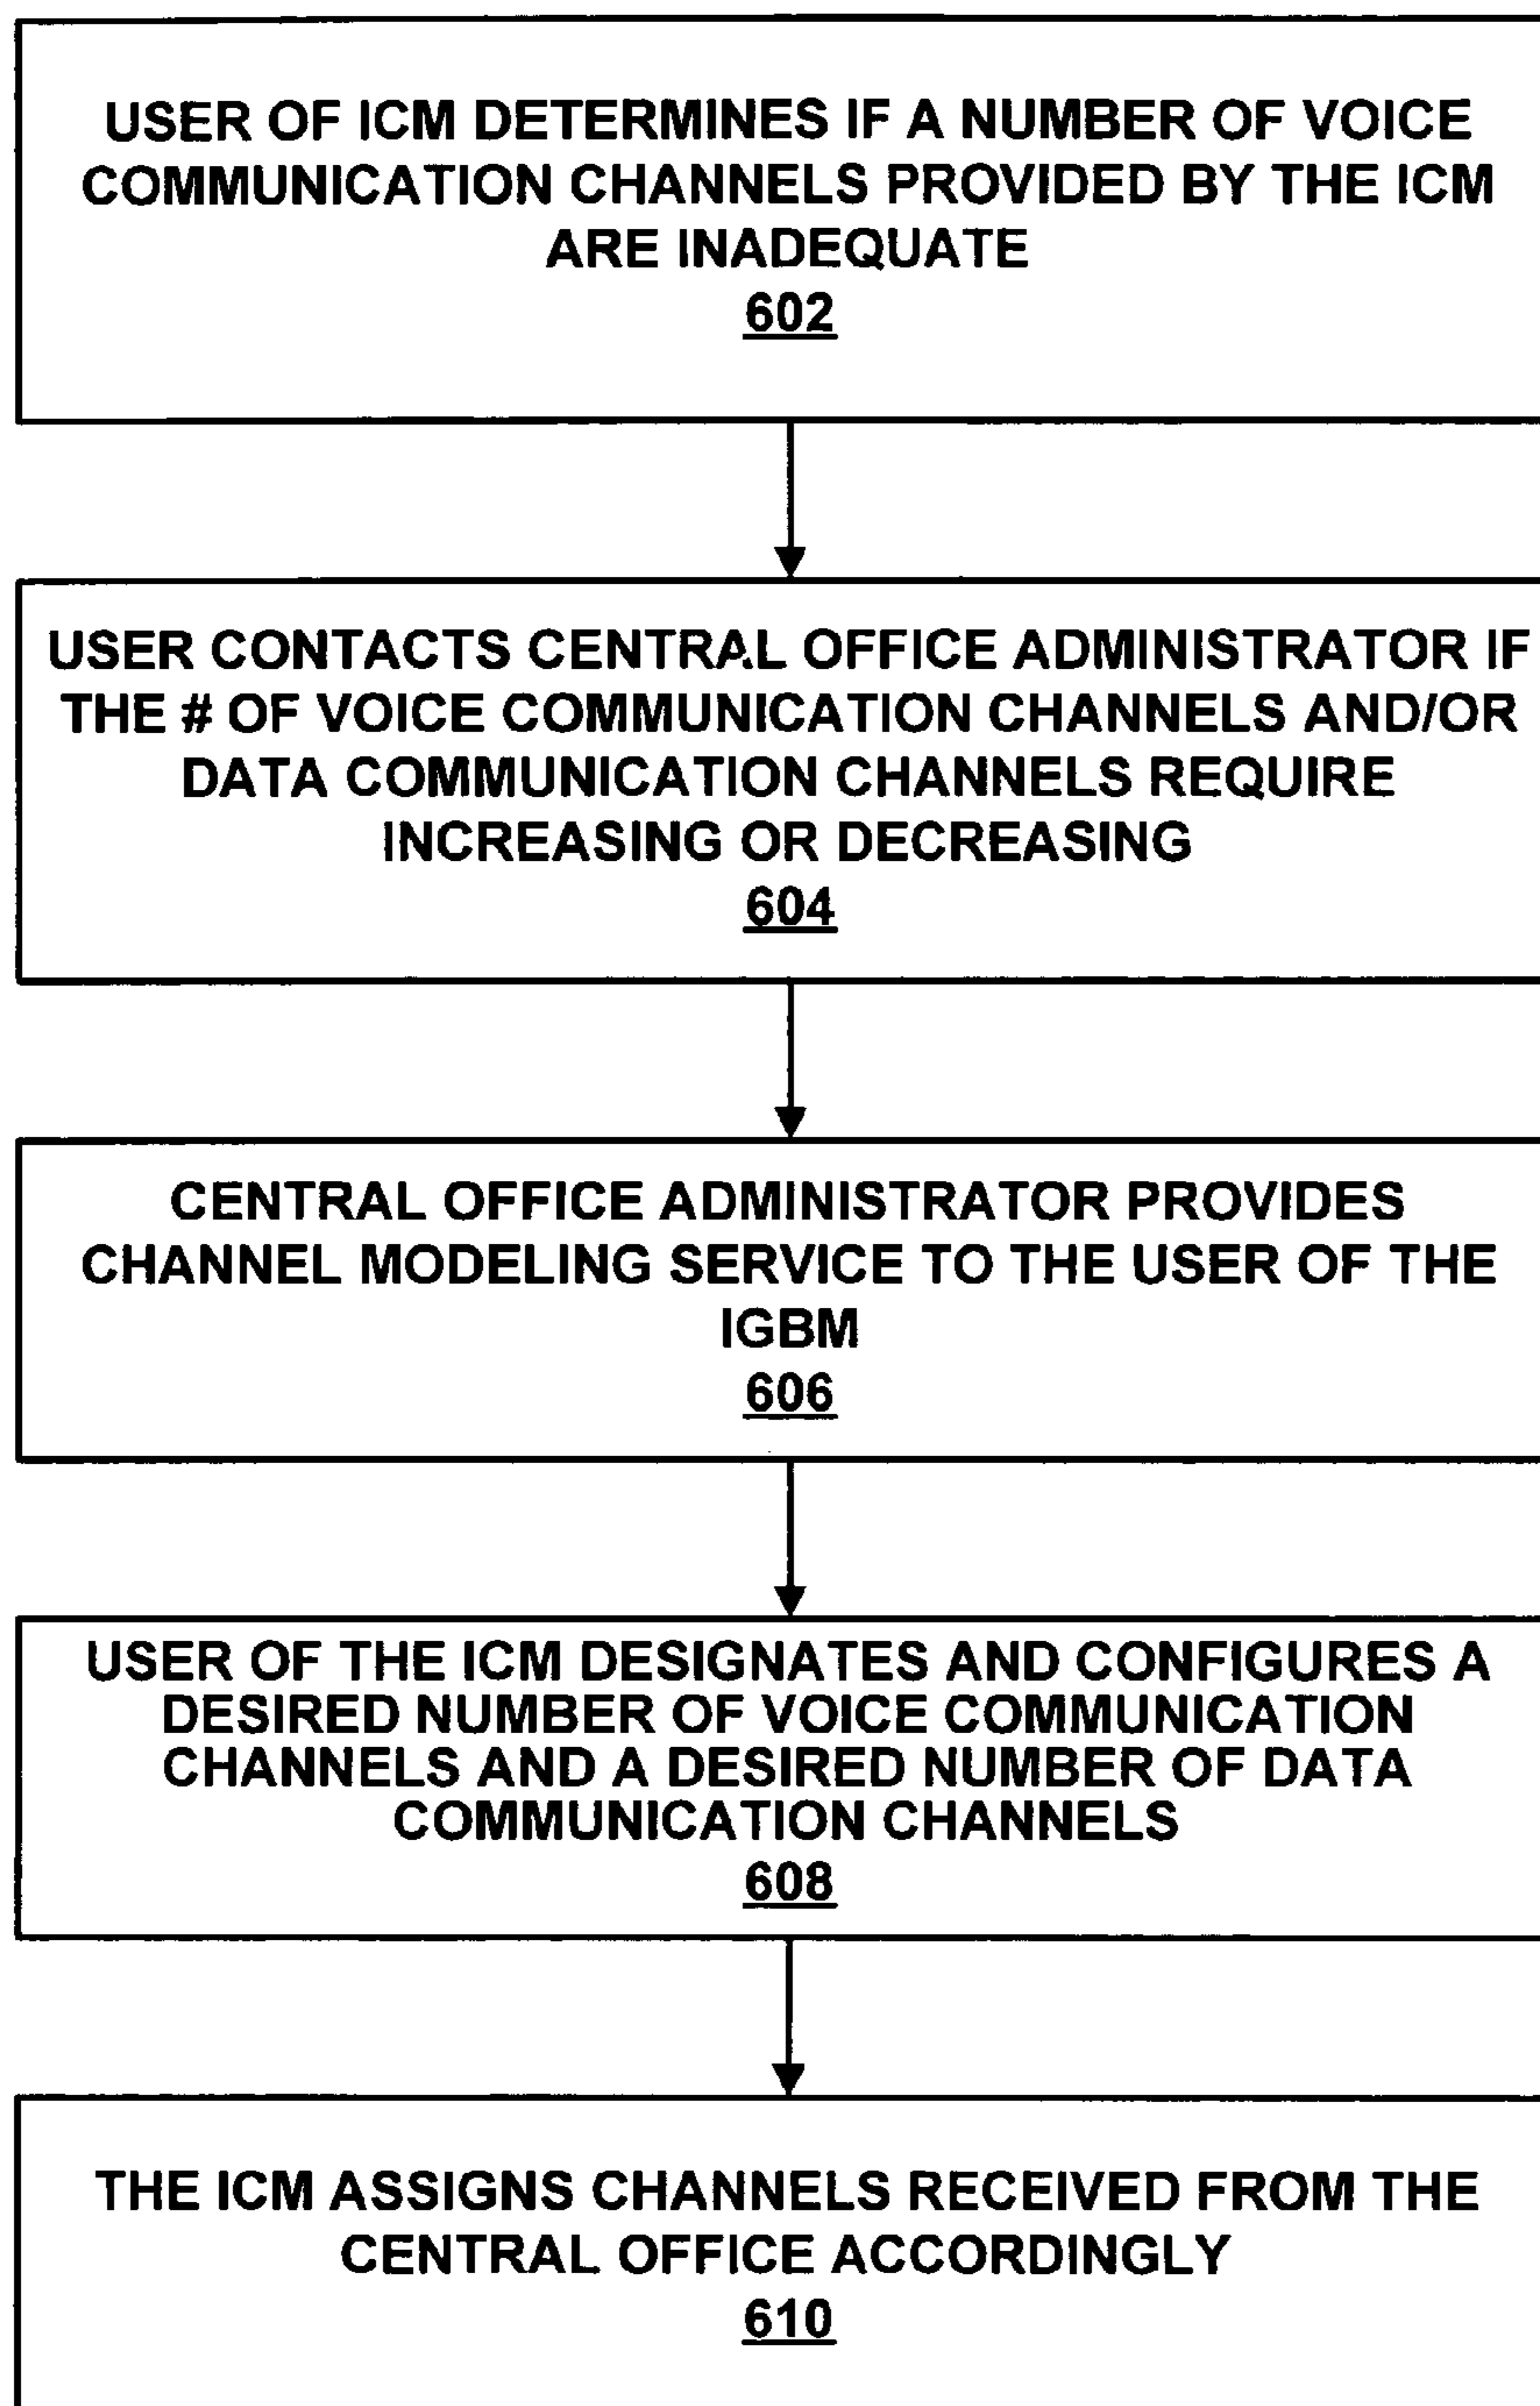 USER OF ICM DETERMINES IF A NUMBER OF VOICE
COMMUNICATION CHANNELS PROVIDED BY THE ICM
ARE INADEQUATE
602
USER CONTACTS CENTRAL OFFICE ADMINISTRATOR IF
THE # OF VOICE COMMUNICATION CHANNELS AND/OR
DATA COMMUNICATION CHANNELS REQUIRE
INCREASING OR DECREASING
604
CENTRAL OFFICE ADMINISTRATOR PROVIDES
CHANNEL MODELING SERVICE TO THE USER OF THE
IGBM
606
USER OF THE ICM DESIGNATES AND CONFIGURES A
DESIRED NUMBER OF VOICE COMMUNICATION
CHANNELS AND A DESIRED NUMBER OF DATA
COMMUNICATION CHANNELS
608
THE ICM ASSIGNS CHANNELS RECEIVED FROM THE
CENTRAL OFFICE ACCORDINGLY
610